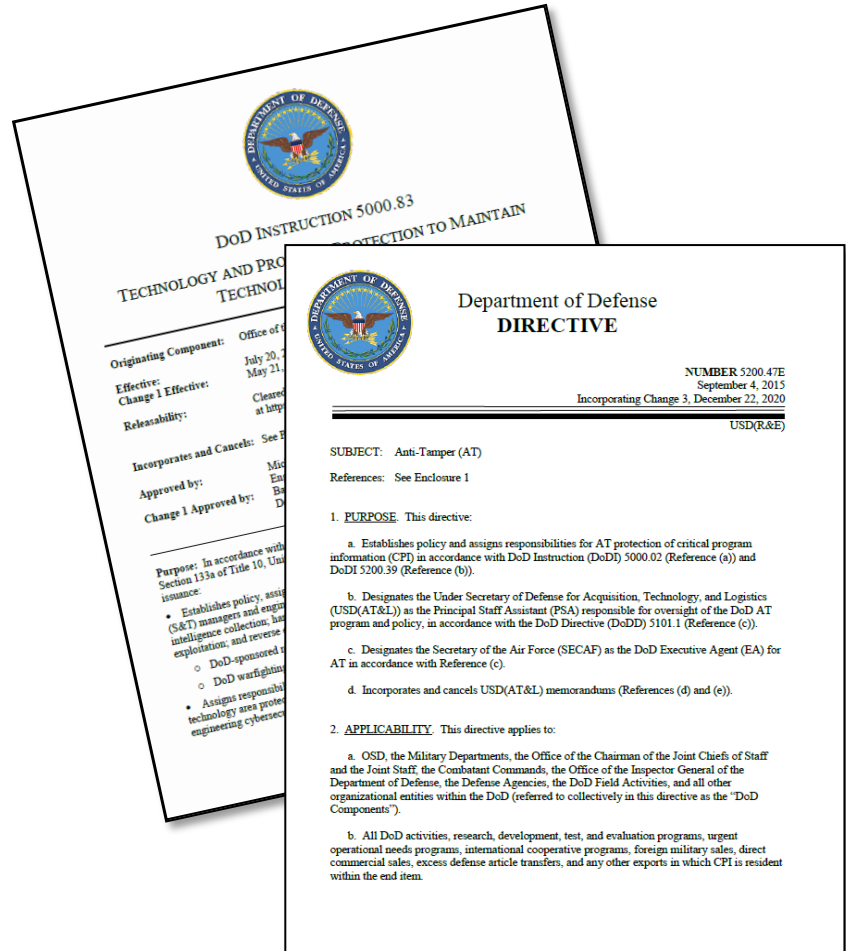 DEPARTMENT OF DEFENSE
UNITED STATES OF AMERICA
DOD INSTRUCTION 5000.83
TECHNOLOGY AND PROTECTION TO MAINTAIN
Originating Component: Office of
Effective: July 20,
Change 1 Effective: May 21,
Releasability: Cleared
at
Incorporates and Cancels: See
Approved by:
Change 1 Approved by:
Purpose: In accordance with
Section 133a of Title 10,
issuance:
• Establishes policy,
(S&T) managers and
intelligence collection;
exploitation; and reverse
o DoD-sponsored
o DoD warfighting
• Assigns
technology area
engineering
DEPARTMENT OF DEFENSE
UNITED STATES OF AMERICA
Department of Defense
DIRECTIVE
NUMBER 5200.47E
September 4, 2015
Incorporating Change 3, December 22, 2020
USD(R&E)
SUBJECT: Anti-Tamper (AT)
References: See Enclosure 1
1. PURPOSE. This directive:
a. Establishes policy and assigns responsibilities for AT protection of critical program
information (CPI) in accordance with DoD Instruction (DoDI) 5000.02 (Reference (a)) and
DoDI 5200.39 (Reference (b)).
b. Designates the Under Secretary of Defense for Acquisition, Technology, and Logistics
(USD(AT&L)) as the Principal Staff Assistant (PSA) responsible for oversight of the DoD AT
program and policy, in accordance with the DoD Directive (DoDD) 5101.1 (Reference (c)).
c. Designates the Secretary of the Air Force (SECAF) as the DoD Executive Agent (EA) for
AT in accordance with Reference (c).
d. Incorporates and cancels USD(AT&L) memorandums (References (d) and (e)).
2. APPLICABILITY. This directive applies to:
a. OSD, the Military Departments, the Office of the Chairman of the Joint Chiefs of Staff
and the Joint Staff, the Combatant Commands, the Office of the Inspector General of the
Department of Defense, the Defense Agencies, the DoD Field Activities, and all other
organizational entities within the DoD (referred to collectively in this directive as the “DoD
Components”).
b. All DoD activities, research, development, test, and evaluation programs, urgent
operational needs programs, international cooperative programs, foreign military sales, direct
commercial sales, excess defense article transfers, and any other exports in which CPI is resident
within the end item.